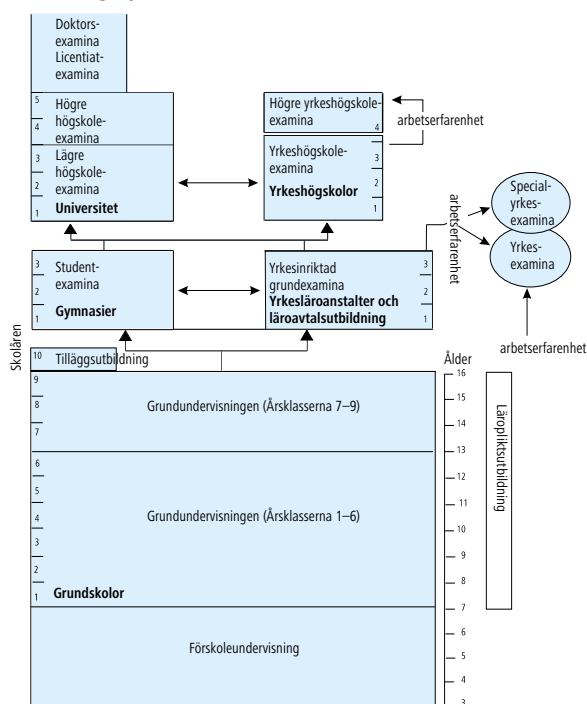 Doktors-
examina
Licentiat-
examina
5
Högre
högskole-
examina
4
3
Lägre
högskole-
examina
2
Universitet
1
Högre yrkeshögskole-
examina
4
arbetserfarenhet
Yrkeshögskole-
examina
3
Yrkeshögskolor
2
1
arbetserfarenhet
Special-
yrkes-
examina
Yrkes-
examina
arbetserfarenhet
3
Student-
examina
2
Gymnasier
1
Yrkesinriktad
grundexamina
Yrkesläroanstalter och
läroavtalsutbildning
3
2
1
Skolåren
10 Tilläggsutbildning
9
8
7
Grundundervisningen (Årsklasserna 7–9)
6
5
4
3
2
1
Grundundervisningen (Årsklasserna 1–6)
Grundskolor
Förskoleundervisning
Ålder
16
15
14
13
12
11
10
9
8
7
6
5
4
3
Läropliktsutbildning